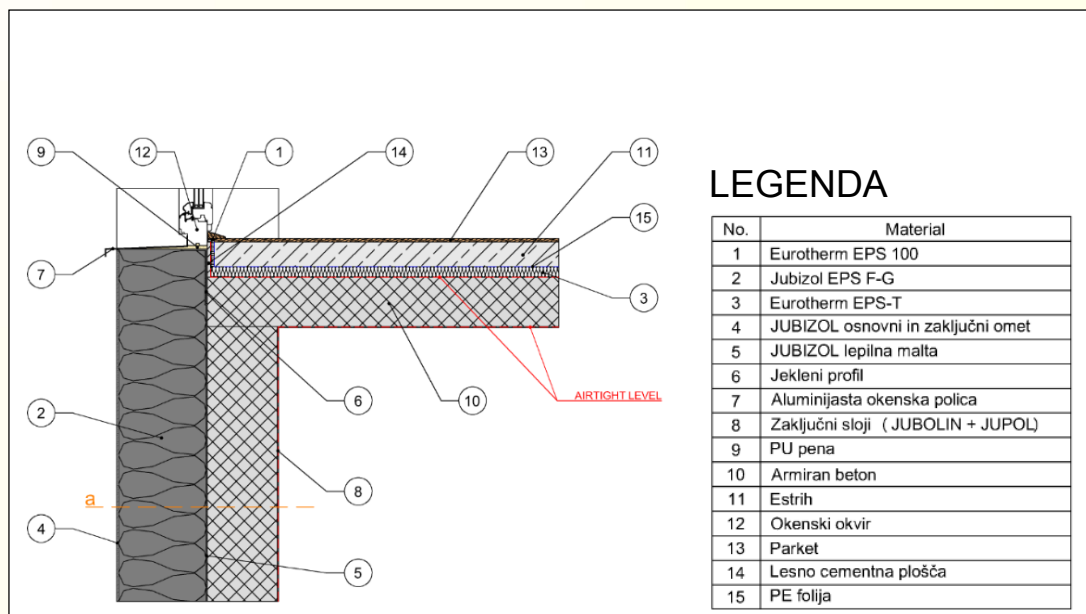 9
12
1
14
13
11
15
7
3
2
6
10
AIRTIGHT LEVEL
8
a
4
5
LEGENDA
No. Material
1 Eurotherm EPS 100
2 Jubizol EPS F-G
3 Eurotherm EPS-T
4 JUBIZOL osnovni in zaključni omet
5 JUBIZOL lepilna malta
6 Jekleni profil
7 Aluminijasta okenska polica
8 Zaključni sloji ( JUBOLIN + JUPOL)
9 PU pena
10 Armiran beton
11 Estrih
12 Okenski okvir
13 Parket
14 Lesno cementna plošča
15 PE folija